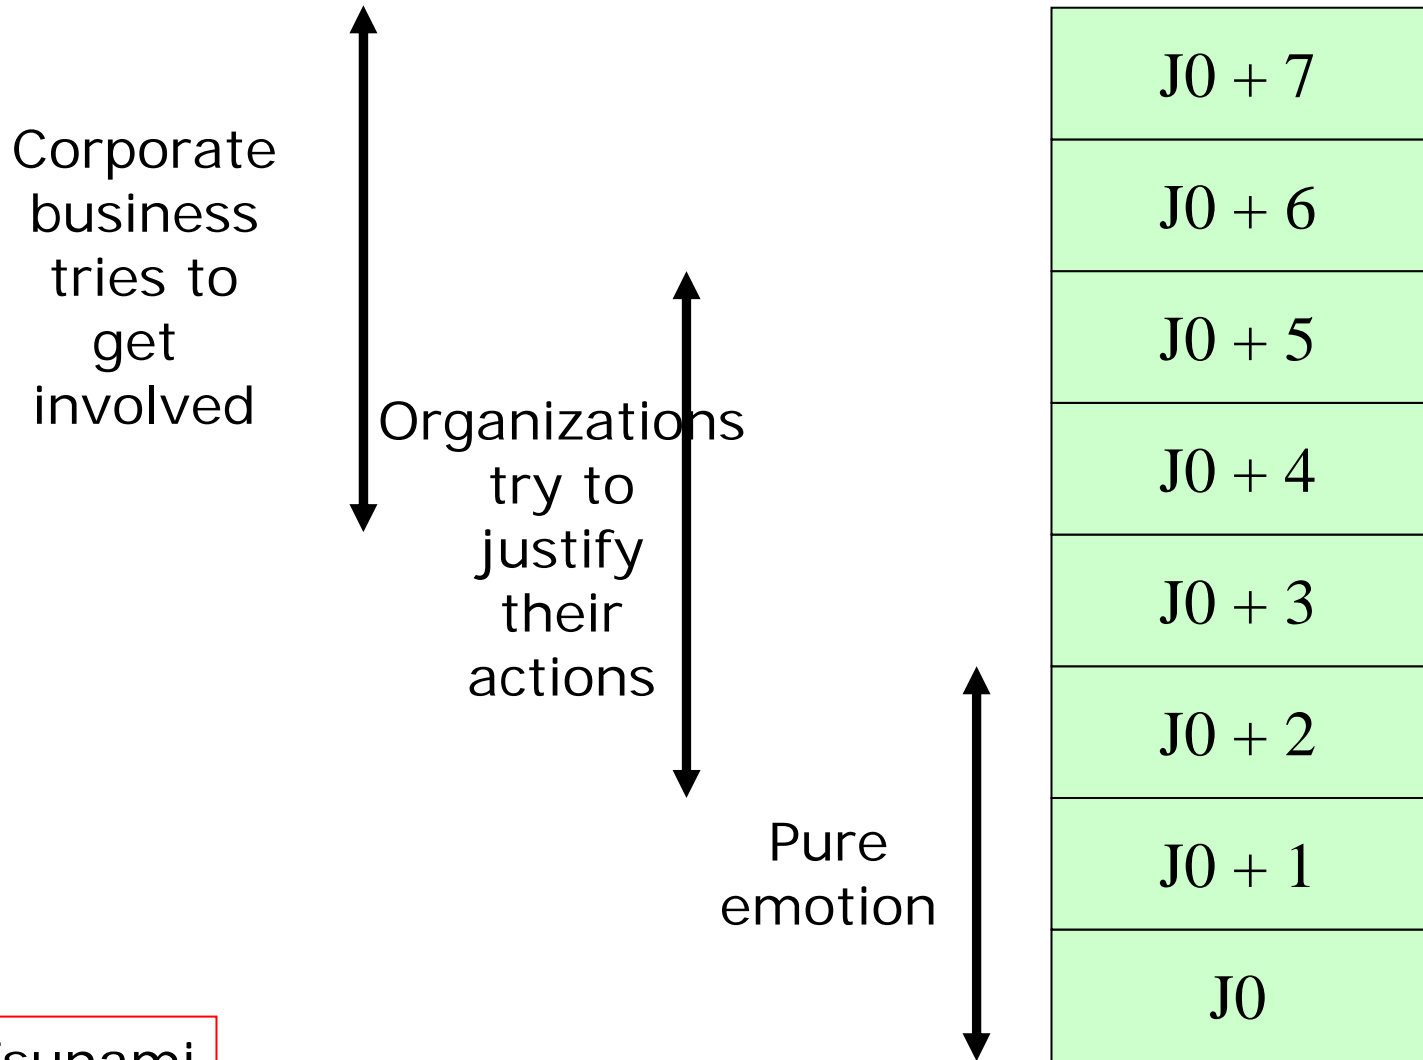 Corporate
business
tries to
get
involved
Organizations
try to
justify
their
actions
Pure
emotion
J0 + 7
J0 + 6
J0 + 5
J0 + 4
J0 + 3
J0 + 2
J0 + 1
J0